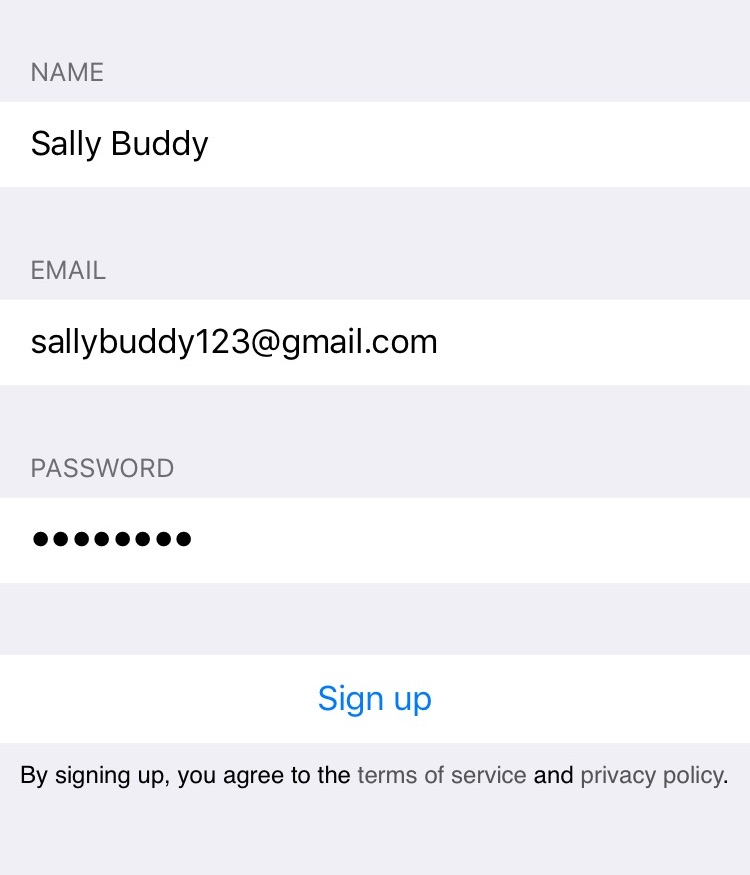 NAME
Sally Buddy
EMAIL
sallybuddy123@gmail.com
PASSWORD
••••••••
Sign up
By signing up, you agree to the terms of service and privacy policy.